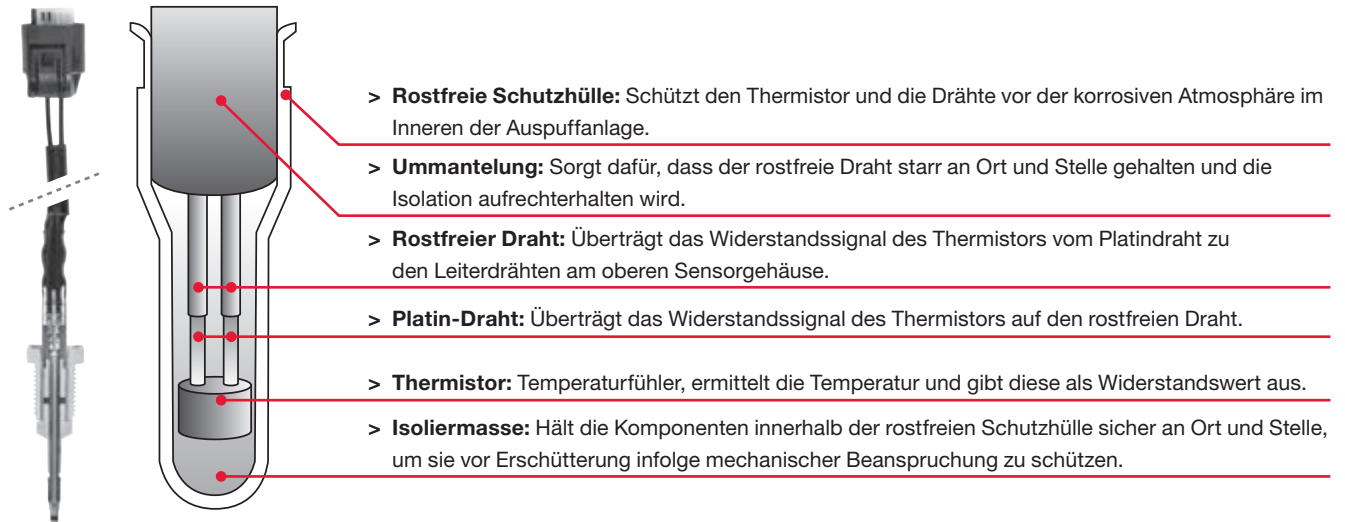 > Rostfreie Schutzhülle: Schützt den Thermistor und die Drähte vor der korrosiven Atmosphäre im
Inneren der Auspuffanlage.
> Ummantelung: Sorgt dafür, dass der rostfreie Draht starr an Ort und Stelle gehalten und die
Isolation aufrechterhalten wird.
> Rostfreier Draht: Überträgt das Widerstandssignal des Thermistors vom Platindraht zu
den Leiterdrähten am oberen Sensorgehäuse.
> Platin-Draht: Überträgt das Widerstandssignal des Thermistors auf den rostfreien Draht.
> Thermistor: Temperaturfühler, ermittelt die Temperatur und gibt diese als Widerstandswert aus.
> Isoliermasse: Hält die Komponenten innerhalb der rostfreien Schutzhülle sicher an Ort und Stelle,
um sie vor Erschütterung infolge mechanischer Beanspruchung zu schützen.